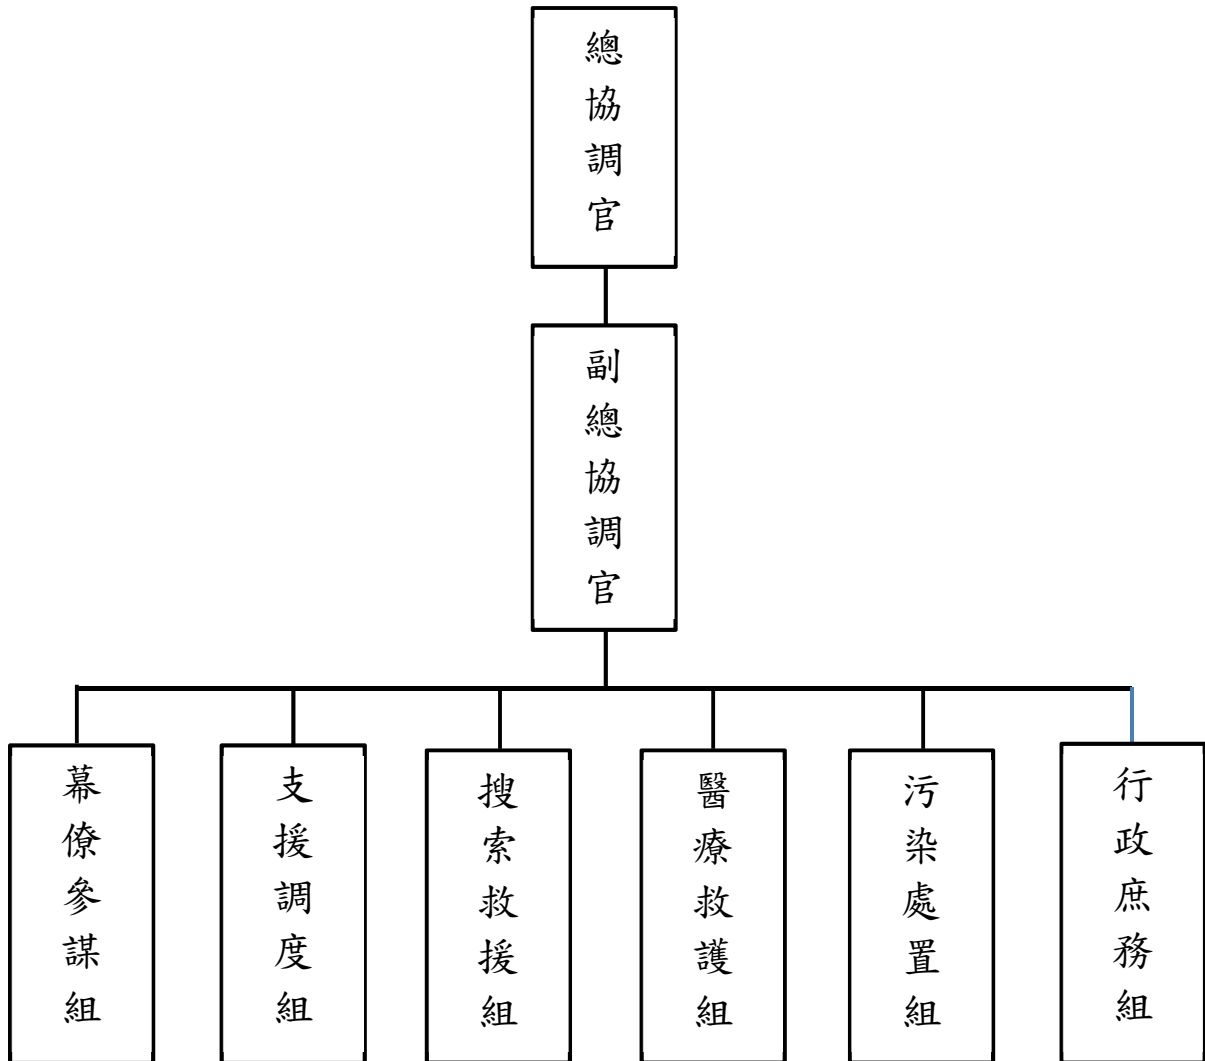 總協調官
副總協調官
幕僚參謀組
支援調度組
搜索救援組
醫療救護組
污染處置組
行政庶務組